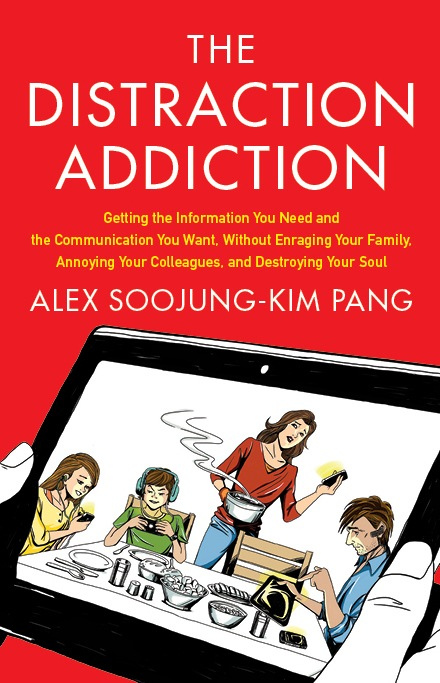 THE
DISTRACTION
ADDICTION
Getting the Information You Need and
the Communication You Want, Without Enraging Your Family,
Annoying Your Colleagues, and Destroying Your Soul
ALEX SOOJUNG-KIM PANG